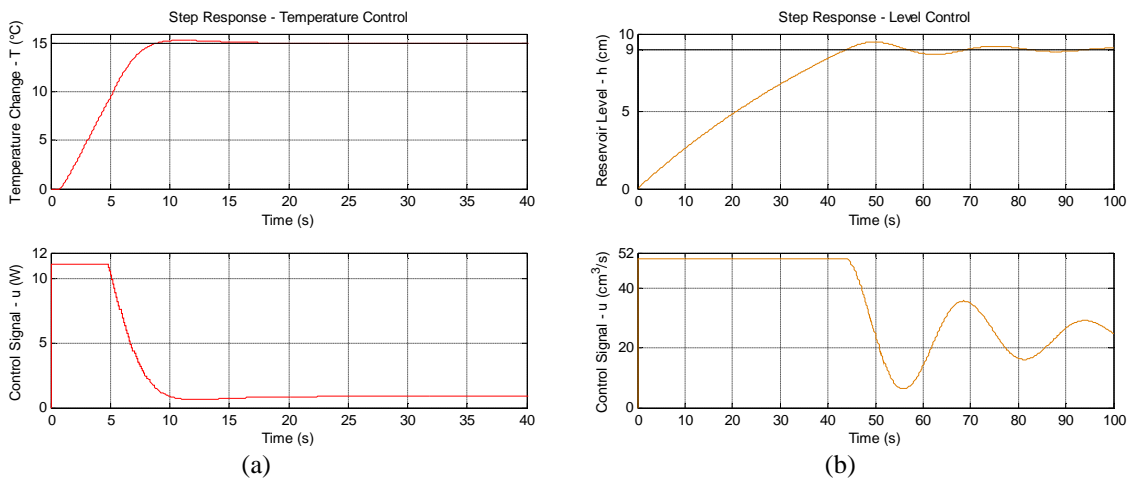 Step Response - Temperature Control
Temperature Change - T (°C)
15
10
5
0
0 5 10 15 20 25 30 35 40
Time (s)
Control Signal - u (W)
12
10
5
0
0 5 10 15 20 25 30 35 40
Time (s)
(a)
Step Response - Level Control
Reservoir Level - h (cm)
10
9
5
0
0 10 20 30 40 50 60 70 80 90 100
Time (s)
Control Signal - u (cm³/s)
52
40
20
0
0 10 20 30 40 50 60 70 80 90 100
Time (s)
(b)